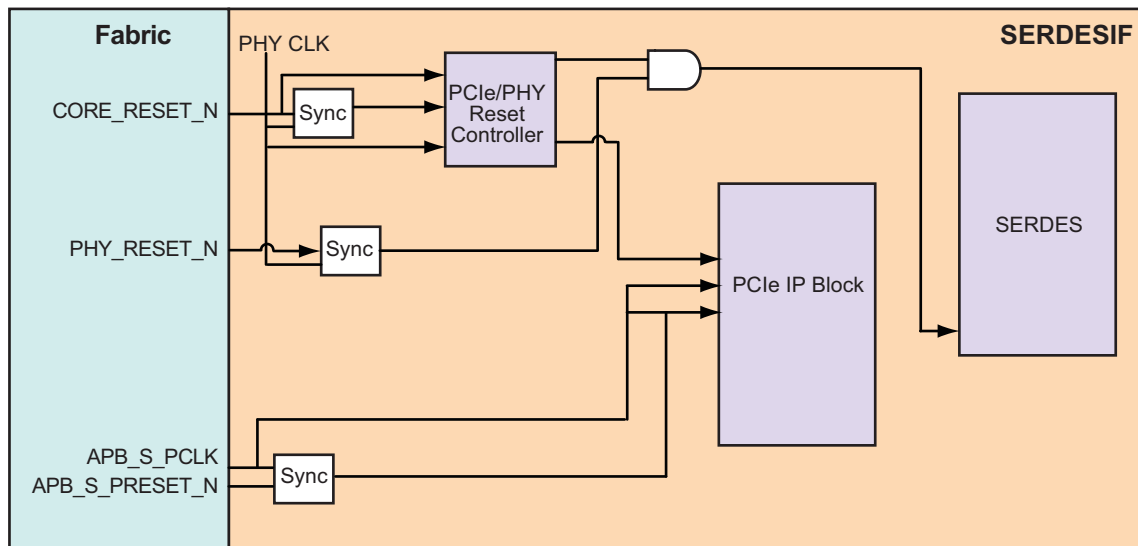 Fabric
SERDESIF
PHY CLK
CORE_RESET_N
Sync
PCIe/PHY
Reset
Controller
PHY_RESET_N
Sync
SERDES
PCIe IP Block
APB_S_PCLK
APB_S_PRESET_N
Sync